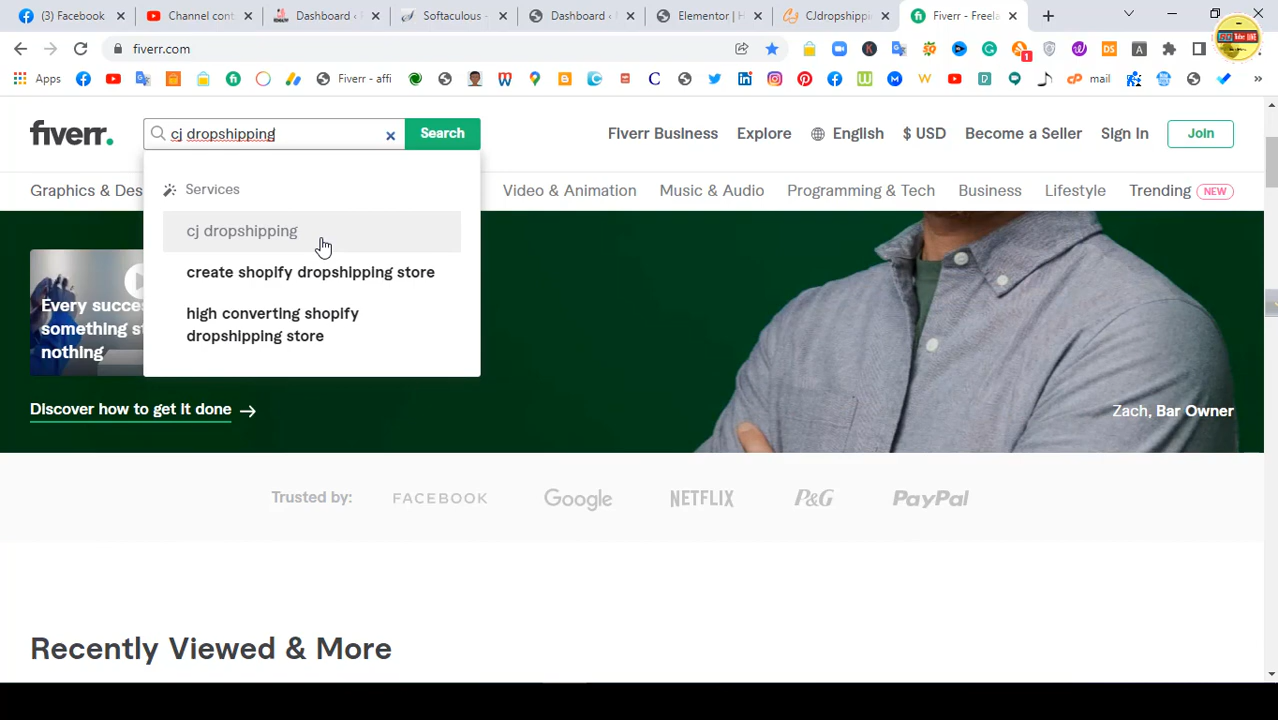 (3) Facebook
Channel cont
Dashboard ‹
Softaculous -
Dashboard ‹
Elementor | H
CJdropshippin
Fiverr - Freela
fiverr.com
1
Apps
Fiverr - affi
mail
fiverr.
cj dropshipping
Search
Fiverr Business
Explore
English
$ USD
Become a Seller
Sign In
Join
Graphics & Des
Video & Animation
Music & Audio
Programming & Tech
Business
Lifestyle
Trending NEW
Services
cj dropshipping
create shopify dropshipping store
high converting shopify
dropshipping store
Every succe
something st
nothing
Discover how to get it done
Zach, Bar Owner
Trusted by:
FACEBOOK
Google
NETFLIX
P&G
PayPal
Recently Viewed & More